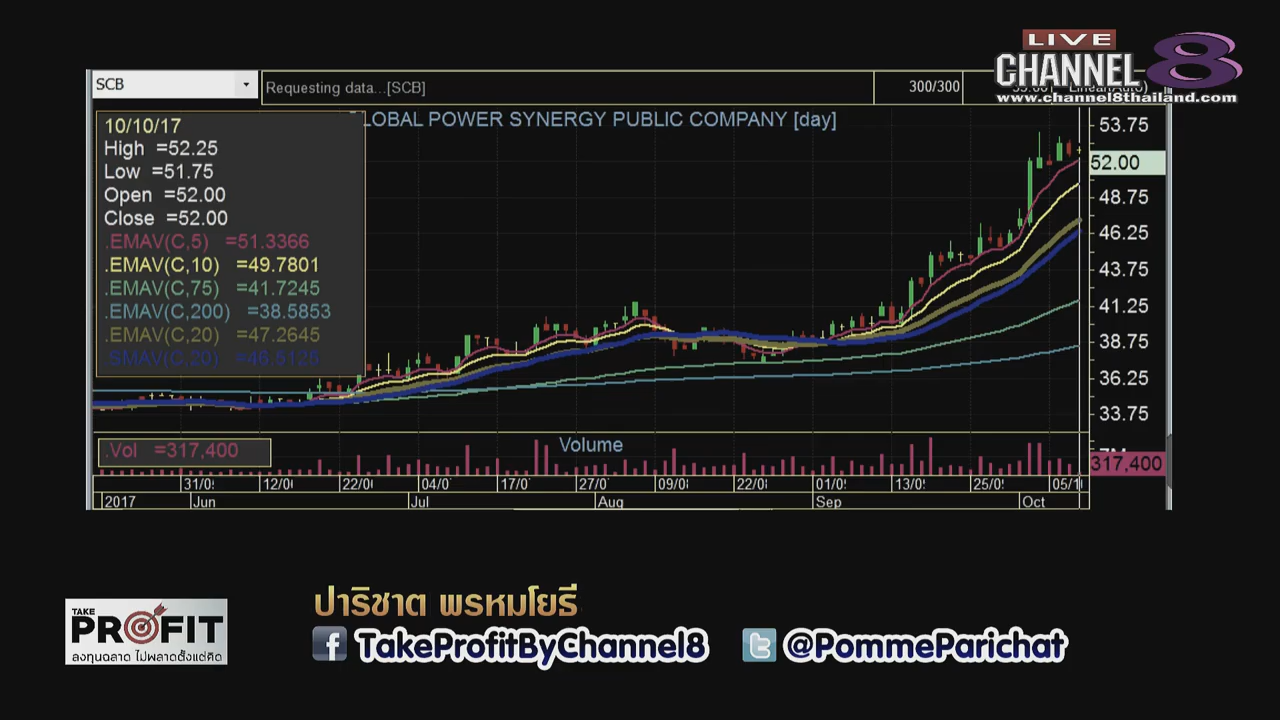 LIVE
CHANNEL 8
www.channel8thailand.com
SCB
Requesting data...[SCB]
300/300
LOBAL POWER SYNERGY PUBLIC COMPANY [day]
10/10/17
High =52.25
Low =51.75
Open =52.00
Close =52.00
.EMAV(C,5) =51.3366
.EMAV(C,10) =49.7801
.EMAV(C,75) =41.7245
.EMAV(C,200) =38.5853
.EMAV(C,20) =47.2645
.SMAV(C,20) =46.5125
53.75
52.00
48.75
46.25
43.75
41.25
38.75
36.25
33.75
.Vol =317,400
Volume
317,400
31/0 12/0 22/0 04/0 17/0 27/0 09/0 22/0 01/0 13/0 25/0 05/1
2017 Jun Jul Aug Sep Oct
TAKE
PROFIT
ลงทุนฉลาด ไม่พลาดตั้งแต่คิด
ปาริชาต พรหมโยธี
TakeProfitByChannel8 @PommeParichat